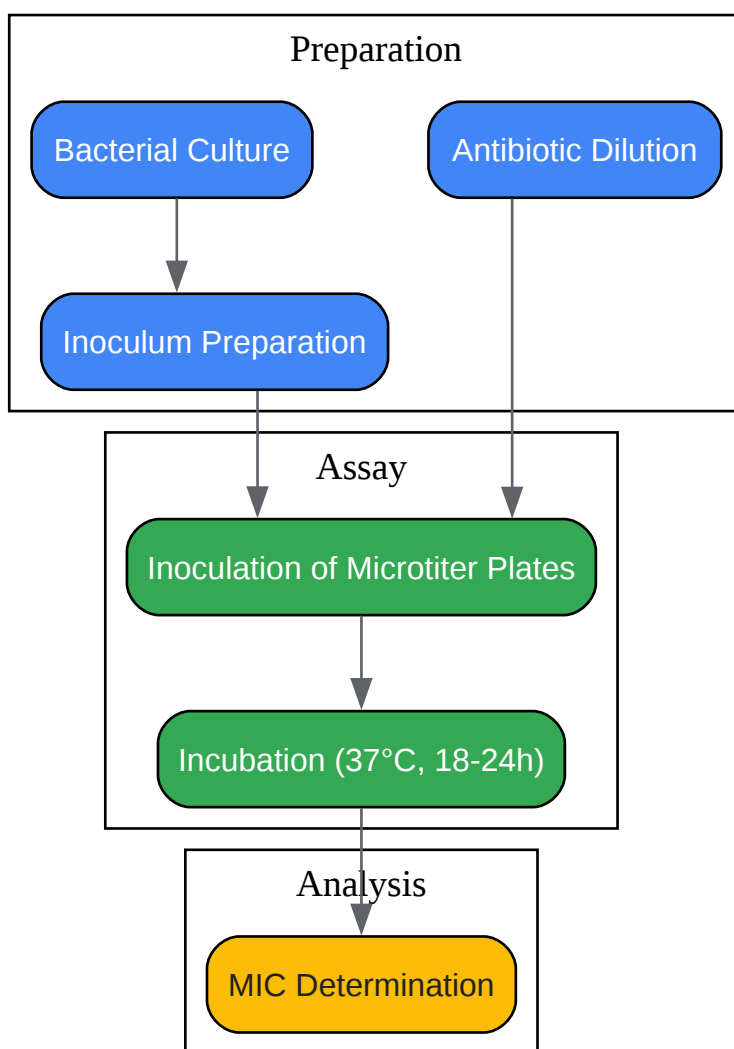 Preparation
Bacterial Culture
Antibiotic Dilution
Inoculum Preparation
Assay
Inoculation of Microtiter Plates
Incubation (37°C, 18-24h)
Analysis
MIC Determination